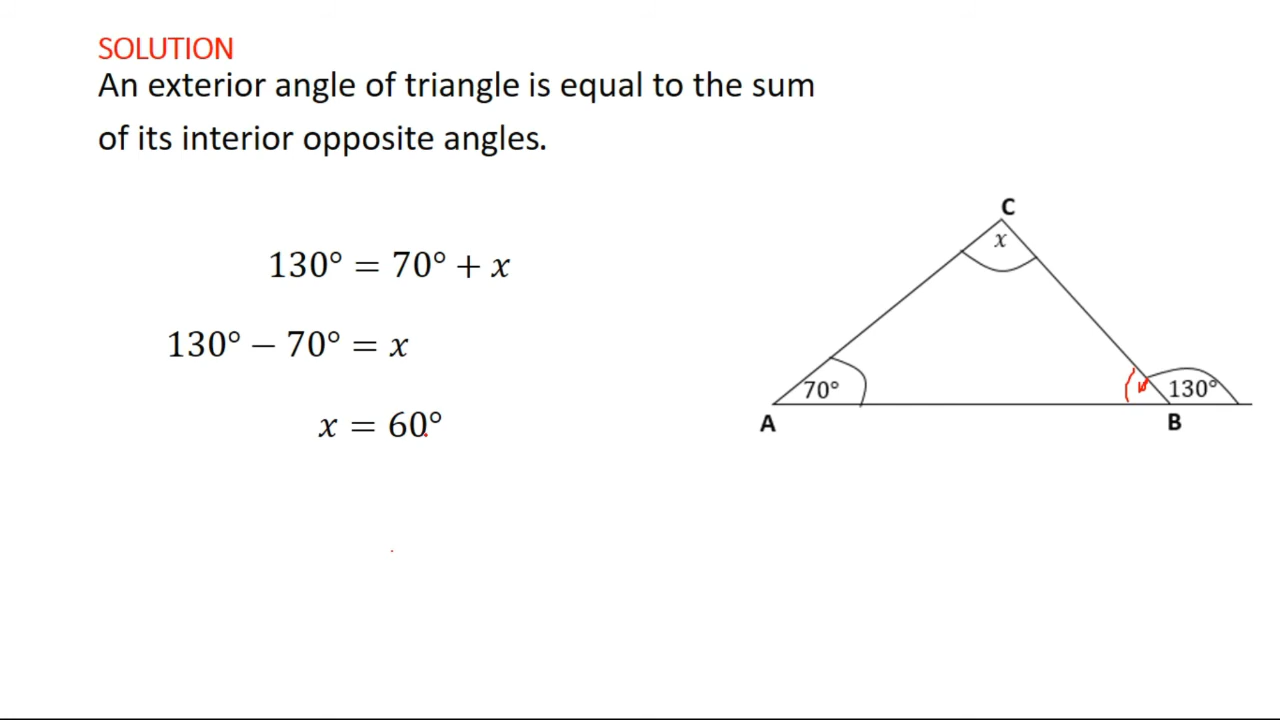 SOLUTION
An exterior angle of triangle is equal to the sum
of its interior opposite angles.
130° = 70° + x
130° − 70° = x
x = 60°
C
x
70°
130°
A
B